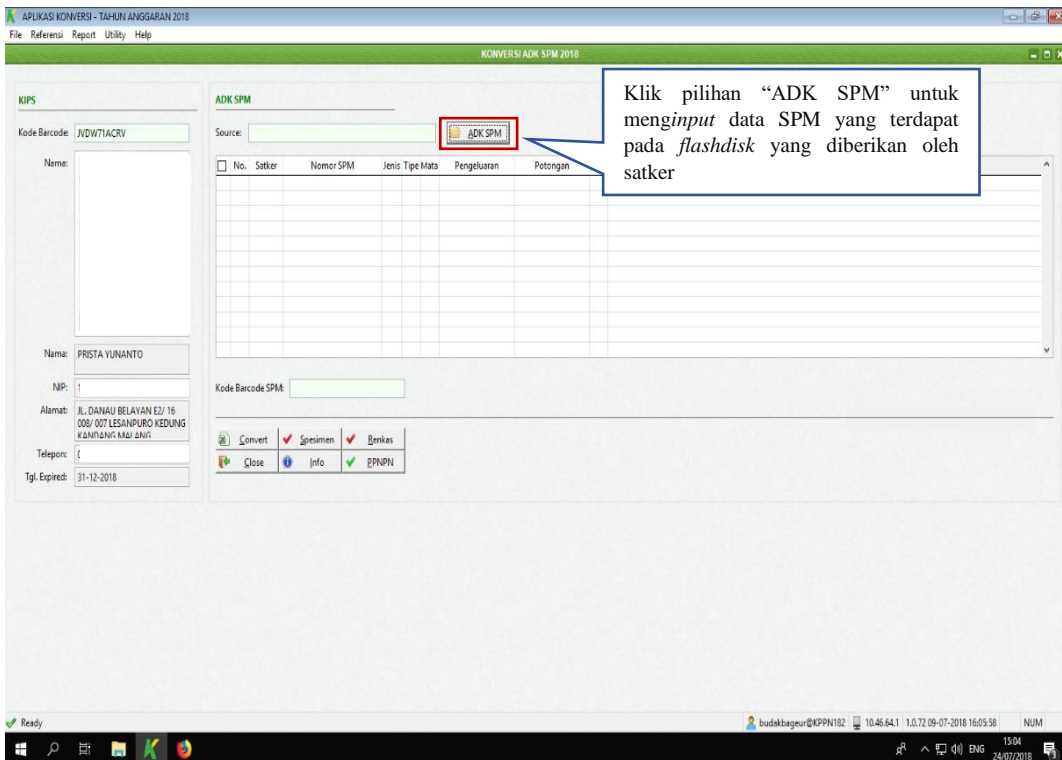 APLIKASI KONVERSI - TAHUN ANGGARAN 2018
File Referensi Report Utility Help
KONVERSI ADK SPM 2018
KIPS
Kode Barcode: JVDW71ACRV
Nama:
Nama: PRISTA YUNANTO
NIP: 1
Alamat: JL. DANAU BELAYAN E2/ 16
008/ 007 LESANPURO KEDUNG
KANDANG MALANG
Telepon: 0
Tgl. Expired: 31-12-2018
ADK SPM
Source: ADK SPM
No. Satker Nomor SPM Jenis Tipe Mata Pengeluaran Potongan
Klik pilihan “ADK SPM” untuk
menginput data SPM yang terdapat
pada flashdisk yang diberikan oleh
satker
Kode Barcode SPM:
Convert Spesimen Renkas
Close Info PPNPN
Ready budakbageur@KPPN182 10.46.64.1 1.0.72 09-07-2018 16:05:58 NUM
ENG 15:04
24/07/2018